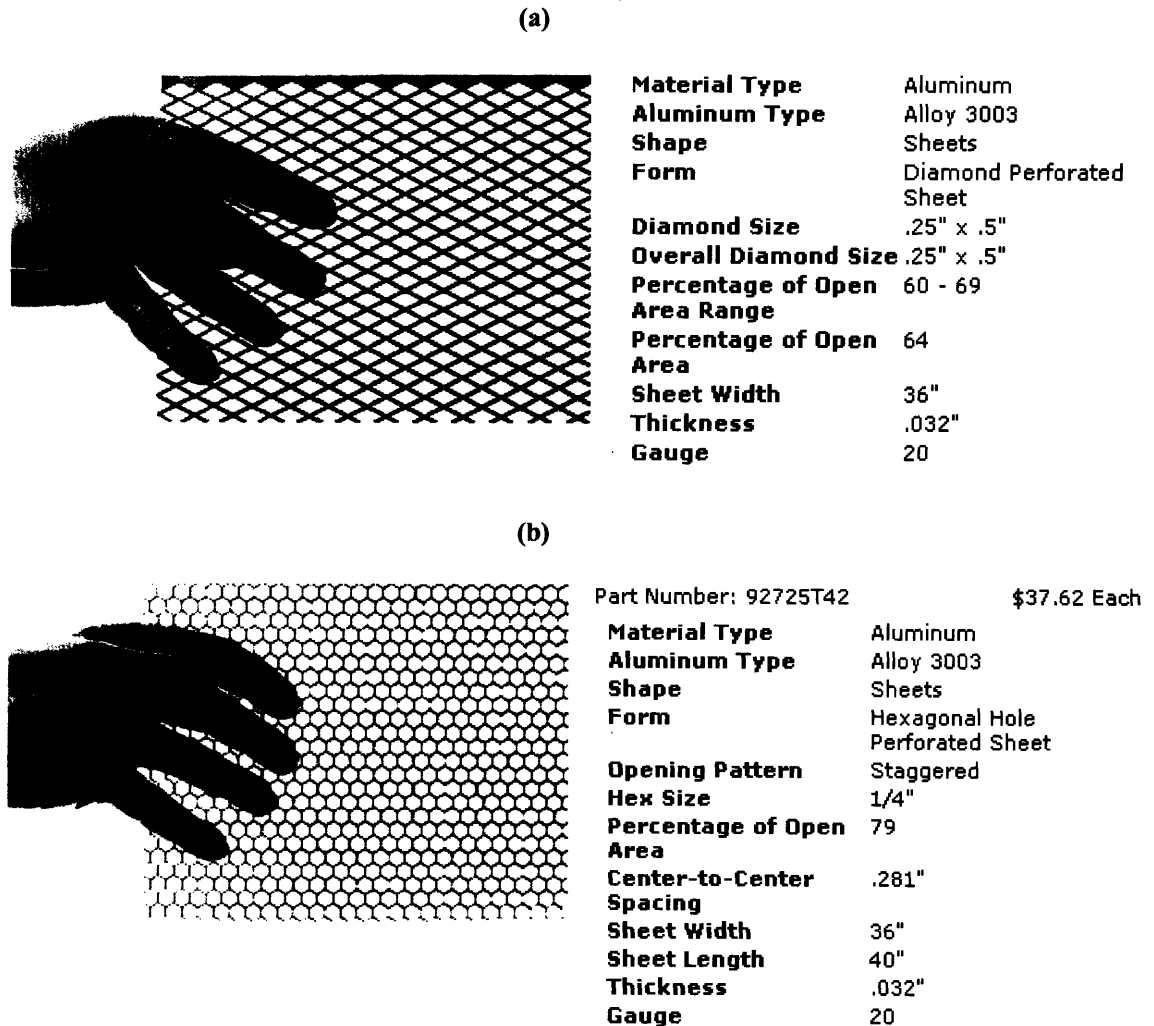 (a)
Material Type Aluminum
Aluminum Type Alloy 3003
Shape Sheets
Form Diamond Perforated
Sheet
Diamond Size .25" x .5"
Overall Diamond Size .25" x .5"
Percentage of Open 60 - 69
Area Range
Percentage of Open 64
Area
Sheet Width 36"
Thickness .032"
Gauge 20
(b)
Part Number: 92725T42 $37.62 Each
Material Type Aluminum
Aluminum Type Alloy 3003
Shape Sheets
Form Hexagonal Hole
Perforated Sheet
Opening Pattern Staggered
Hex Size 1/4"
Percentage of Open 79
Area
Center-to-Center .281"
Spacing
Sheet Width 36"
Sheet Length 40"
Thickness .032"
Gauge 20